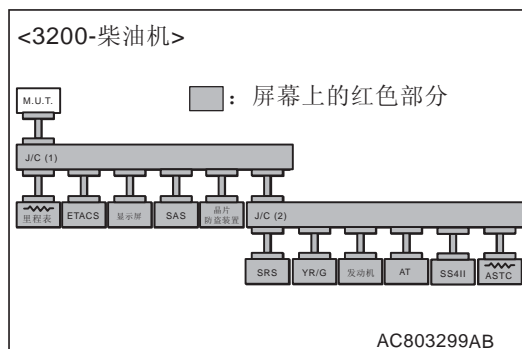 <3200-柴油机>
M.U.T.
：屏幕上的红色部分
J/C (1)
里程表
ETACS
显示屏
SAS
晶片
防盗装置
J/C (2)
SRS
YR/G
发动机
AT
SS4II
ASTC
AC803299AB